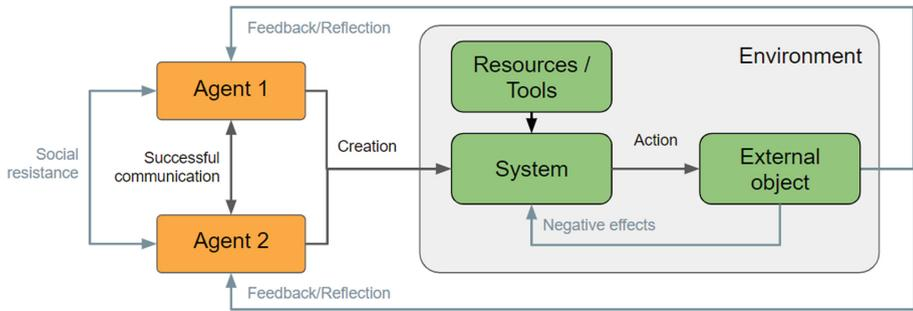 Feedback/Reflection
Environment
Resources /
Tools
Agent 1
Social
resistance
Successful
communication
Creation
System
Action
External
object
Negative effects
Agent 2
Feedback/Reflection